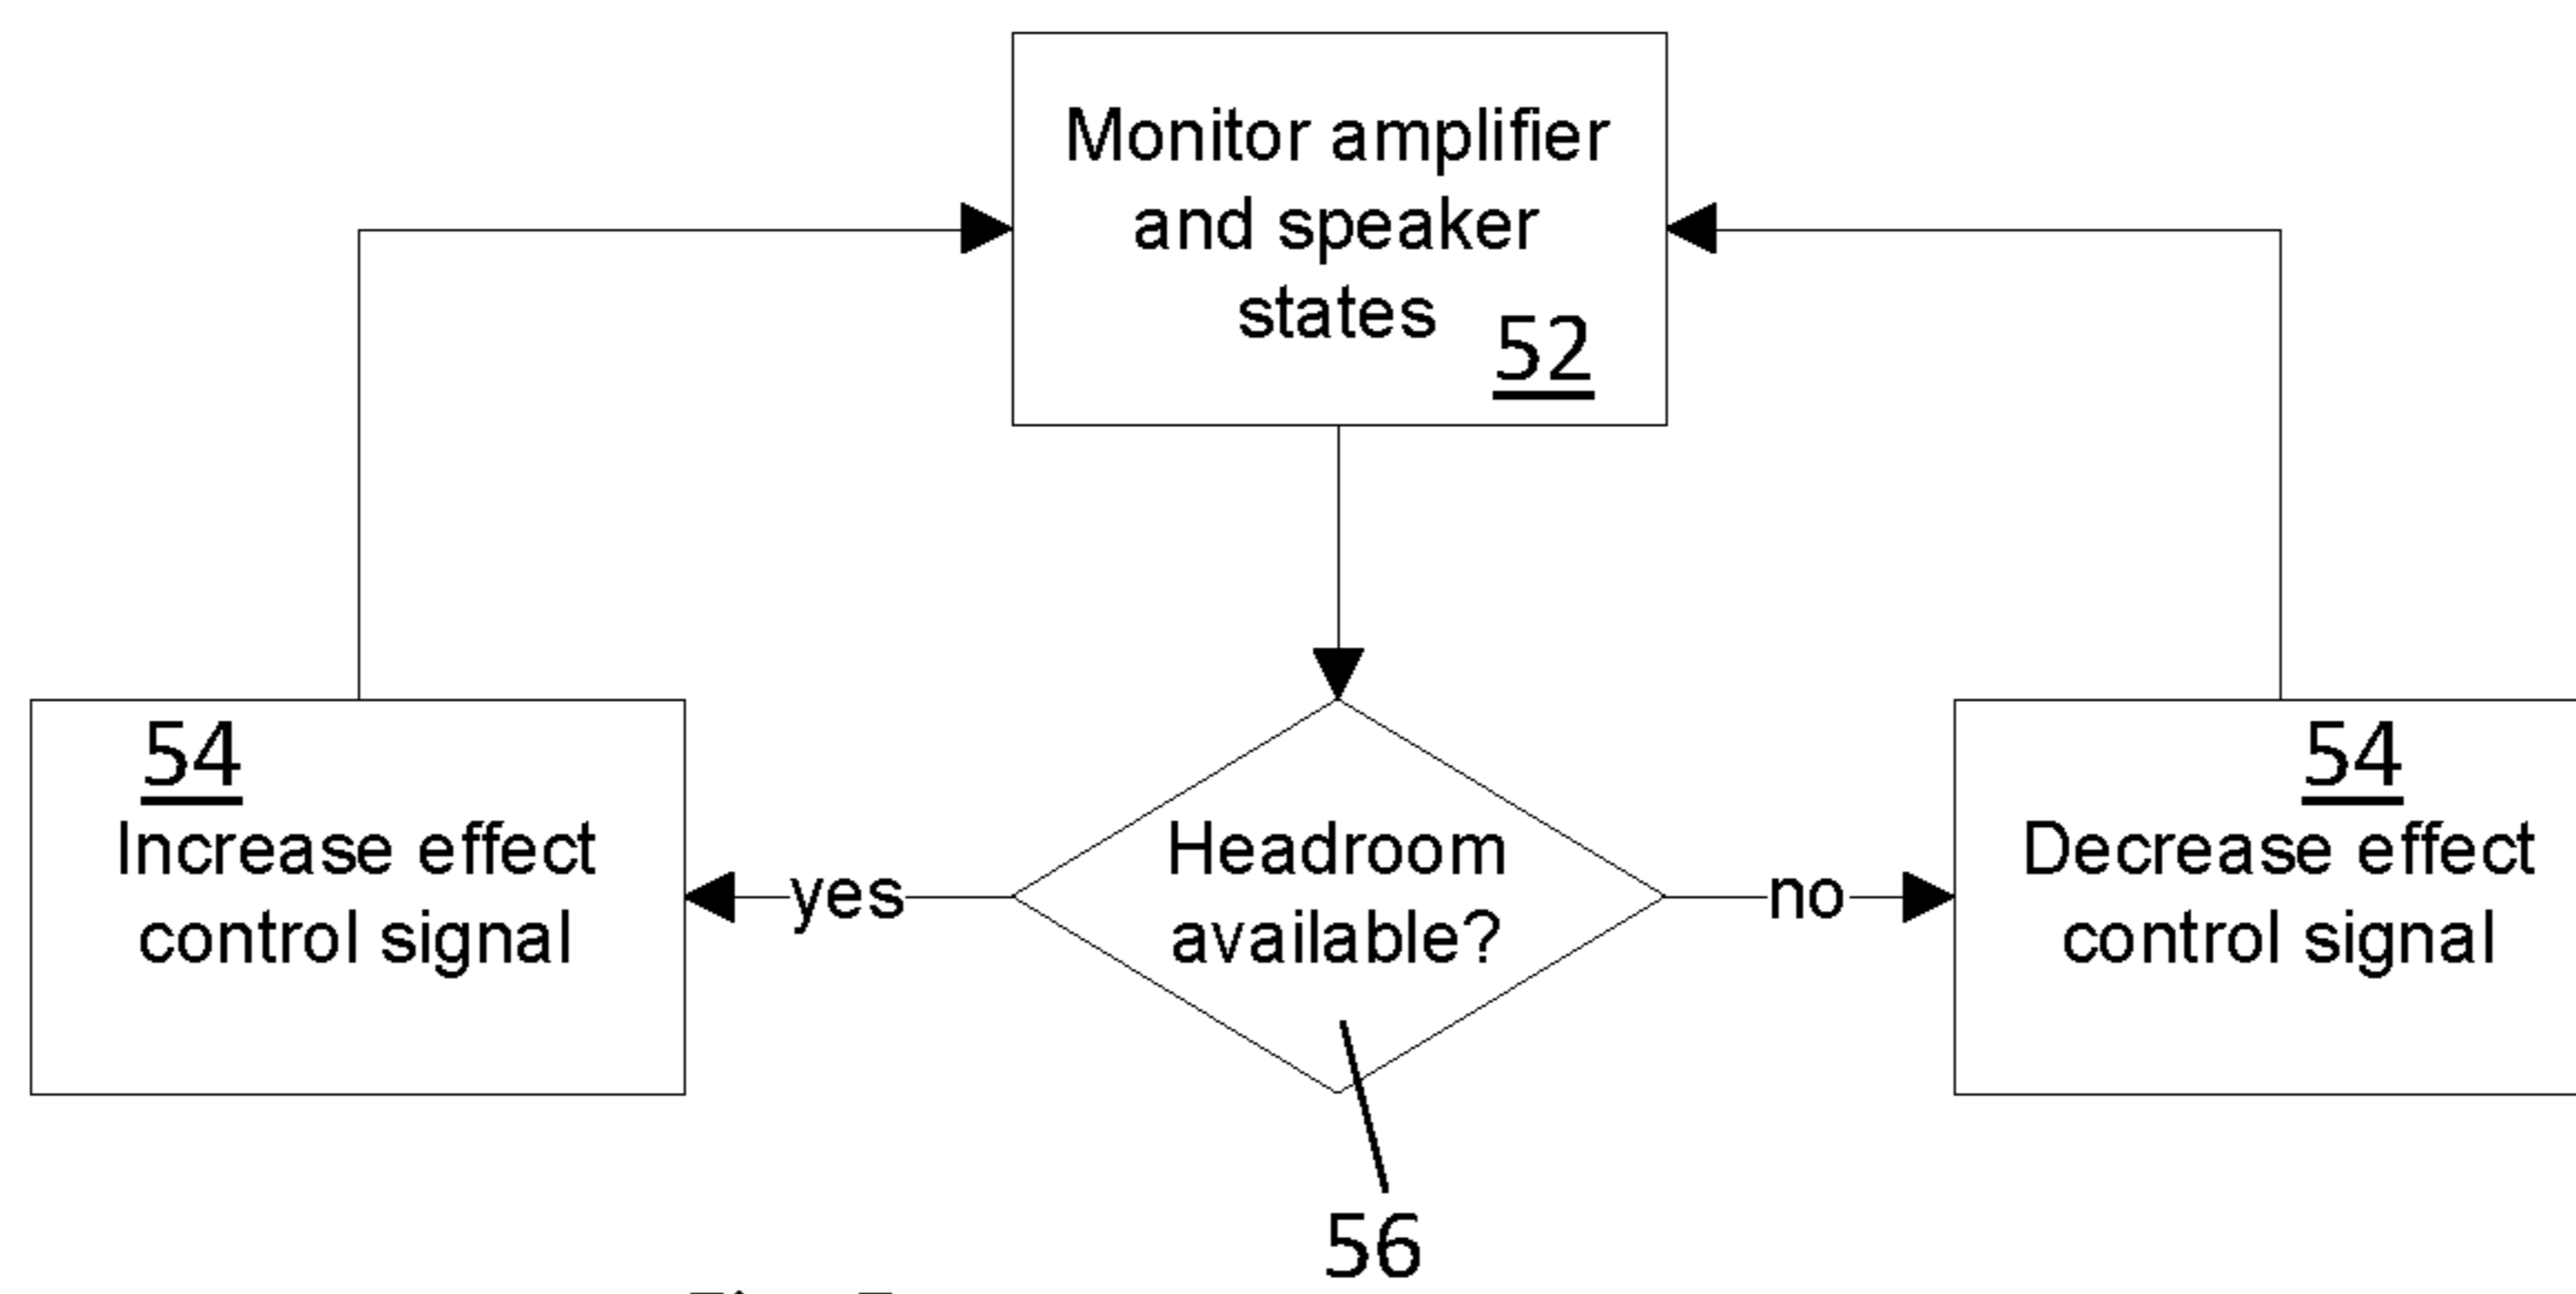 Monitor amplifier
and speaker
states
52
54
Increase effect
control signal
yes
Headroom
available?
no
54
Decrease effect
control signal
56